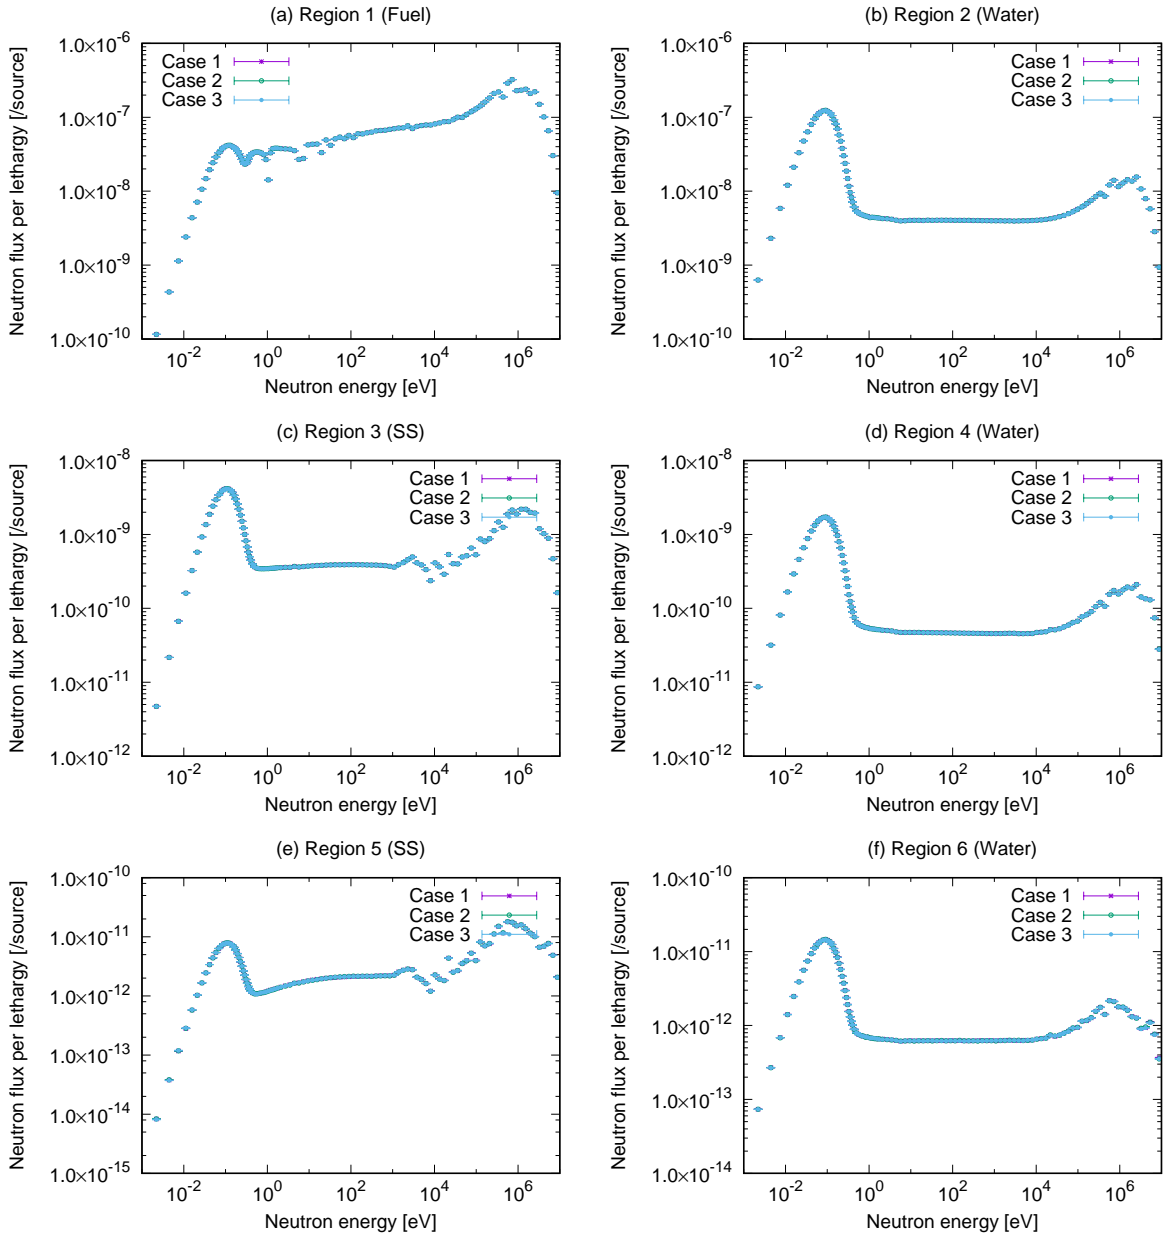 (a) Region 1 (Fuel)
Neutron flux per lethargy [/source]
1.0×10⁻⁶
1.0×10⁻⁷
1.0×10⁻⁸
1.0×10⁻⁹
1.0×10⁻¹⁰
Case 1
Case 2
Case 3
10⁻² 10⁰ 10² 10⁴ 10⁶
Neutron energy [eV]
(b) Region 2 (Water)
Neutron flux per lethargy [/source]
1.0×10⁻⁶
1.0×10⁻⁷
1.0×10⁻⁸
1.0×10⁻⁹
1.0×10⁻¹⁰
Case 1
Case 2
Case 3
10⁻² 10⁰ 10² 10⁴ 10⁶
Neutron energy [eV]
(c) Region 3 (SS)
Neutron flux per lethargy [/source]
1.0×10⁻⁸
1.0×10⁻⁹
1.0×10⁻¹⁰
1.0×10⁻¹¹
1.0×10⁻¹²
Case 1
Case 2
Case 3
10⁻² 10⁰ 10² 10⁴ 10⁶
Neutron energy [eV]
(d) Region 4 (Water)
Neutron flux per lethargy [/source]
1.0×10⁻⁸
1.0×10⁻⁹
1.0×10⁻¹⁰
1.0×10⁻¹¹
1.0×10⁻¹²
Case 1
Case 2
Case 3
10⁻² 10⁰ 10² 10⁴ 10⁶
Neutron energy [eV]
(e) Region 5 (SS)
Neutron flux per lethargy [/source]
1.0×10⁻¹⁰
1.0×10⁻¹¹
1.0×10⁻¹²
1.0×10⁻¹³
1.0×10⁻¹⁴
1.0×10⁻¹⁵
Case 1
Case 2
Case 3
10⁻² 10⁰ 10² 10⁴ 10⁶
Neutron energy [eV]
(f) Region 6 (Water)
Neutron flux per lethargy [/source]
1.0×10⁻¹⁰
1.0×10⁻¹¹
1.0×10⁻¹²
1.0×10⁻¹³
1.0×10⁻¹⁴
Case 1
Case 2
Case 3
10⁻² 10⁰ 10² 10⁴ 10⁶
Neutron energy [eV]